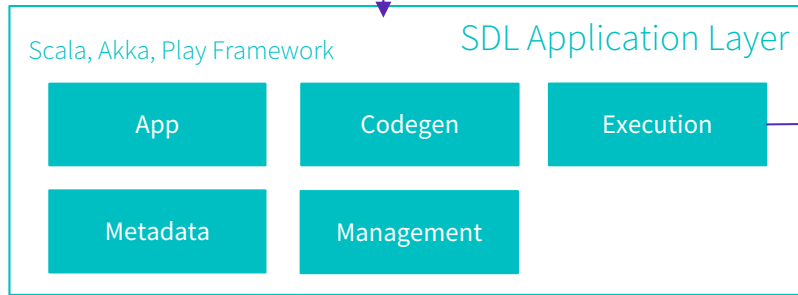 SDL Application Layer
Scala, Akka, Play Framework
App
Codegen
Execution
Metadata
Management